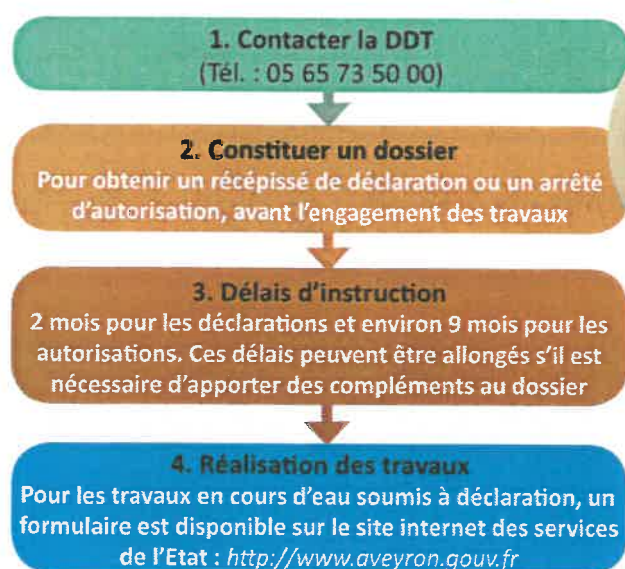 1. Contacter la DDT
(Tél. : 05 65 73 50 00)
2. Constituer un dossier
Pour obtenir un récépissé de déclaration ou un arrêté
d'autorisation, avant l'engagement des travaux
3. Délais d'instruction
2 mois pour les déclarations et environ 9 mois pour les
autorisations. Ces délais peuvent être allongés s'il est
nécessaire d'apporter des compléments au dossier
4. Réalisation des travaux
Pour les travaux en cours d'eau soumis à déclaration, un
formulaire est disponible sur le site internet des services
de l'Etat : http://www.aveyron.gouv.fr